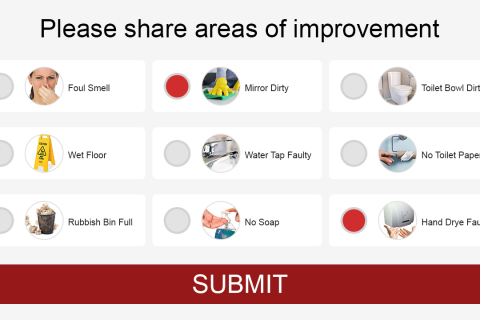 Please share areas of improvement
Foul Smell
Mirror Dirty
Toilet Bowl Dirt
Wet Floor
Water Tap Faulty
No Toilet Paper
Rubbish Bin Full
No Soap
Hand Drye Fau
SUBMIT